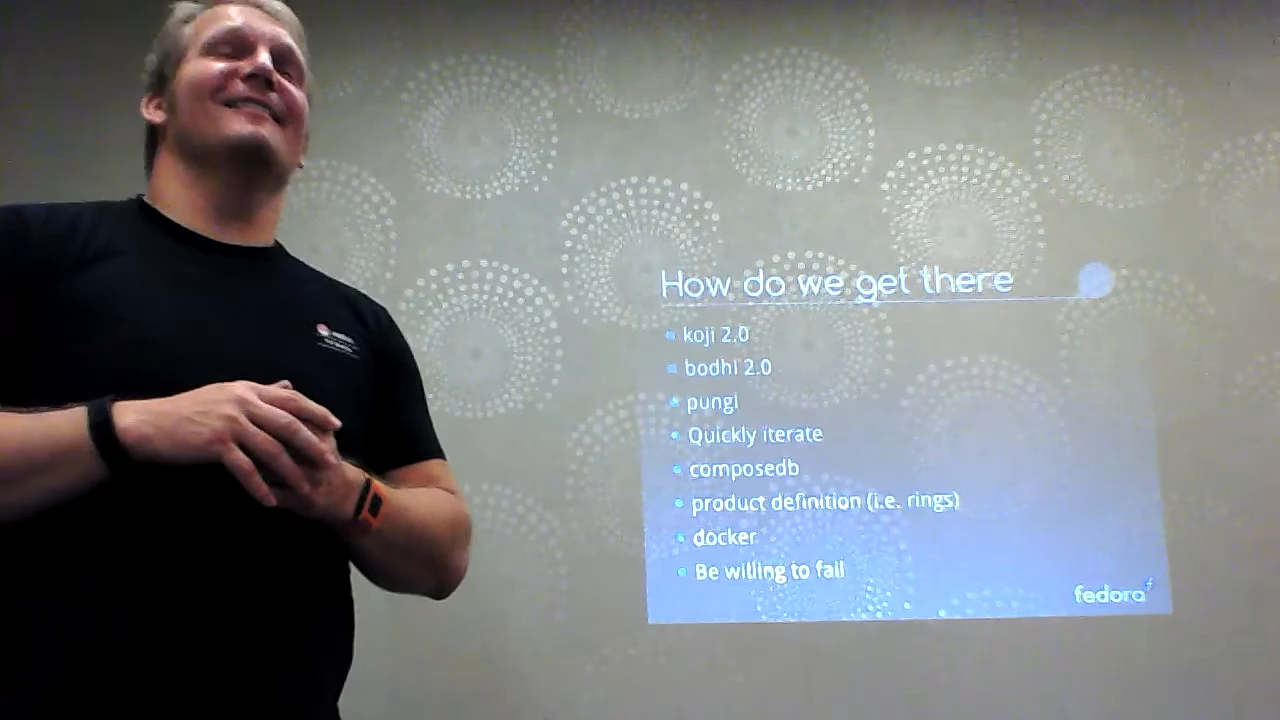 How do we get there
koji 2.0
bodhi 2.0
pungi
Quickly iterate
composedb
product definition (i.e. rings)
docker
Be willing to fail
fedora